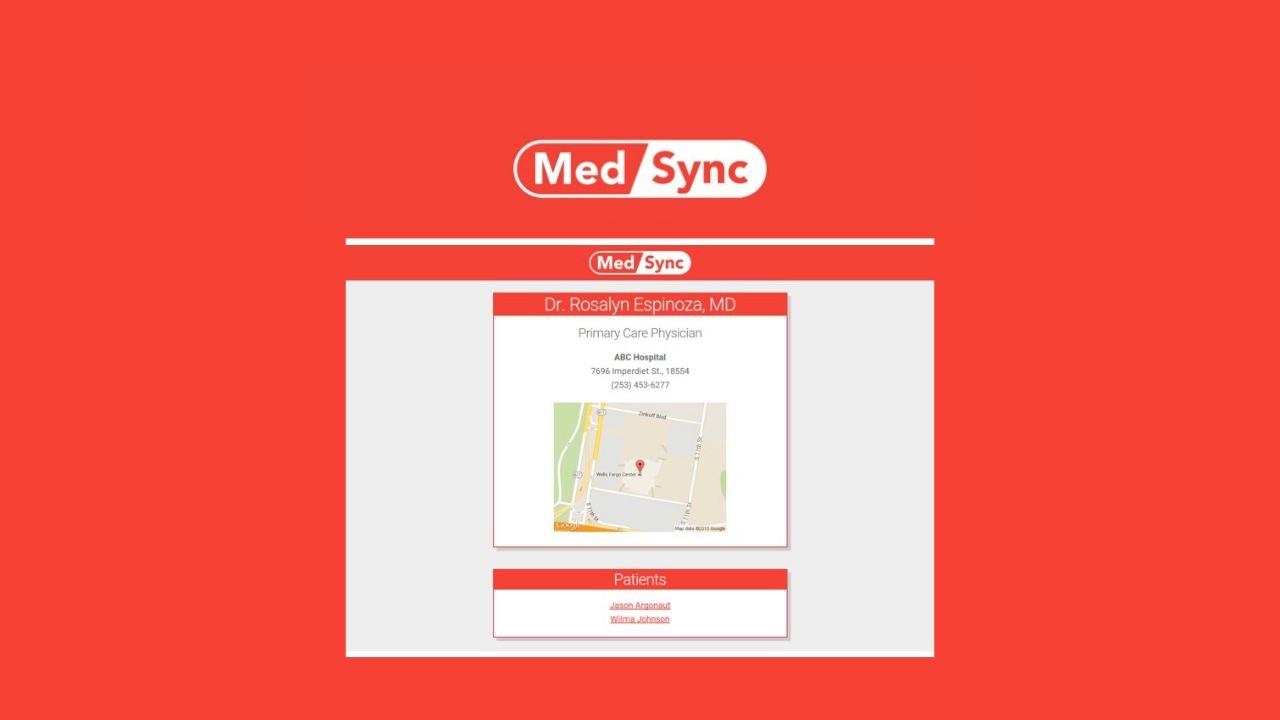 Med Sync
Med Sync
Dr. Rosalyn Espinoza, MD
Primary Care Physician
ABC Hospital
7696 Imperdiet St., 18554
(253) 453-6277
Zinkoff Blvd
S 11th St
Wells Fargo Center
S 11th St
Google
Map data ©2015 Google
Patients
Jason Argonaut
Wilma Johnson